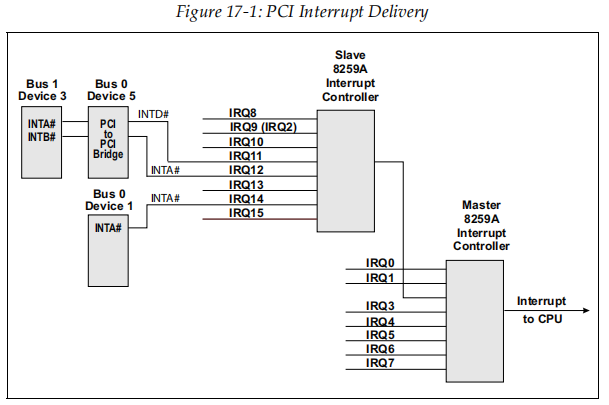 Figure 17-1: PCI Interrupt Delivery
Slave
8259A
Interrupt
Controller
Bus 1
Device 3
Bus 0
Device 5
INTA#
INTB#
PCI
to
PCI
Bridge
INTD#
INTA#
Bus 0
Device 1
INTA#
INTA#
IRQ8
IRQ9 (IRQ2)
IRQ10
IRQ11
IRQ12
IRQ13
IRQ14
IRQ15
Master
8259A
Interrupt
Controller
IRQ0
IRQ1
IRQ3
IRQ4
IRQ5
IRQ6
IRQ7
Interrupt
to CPU